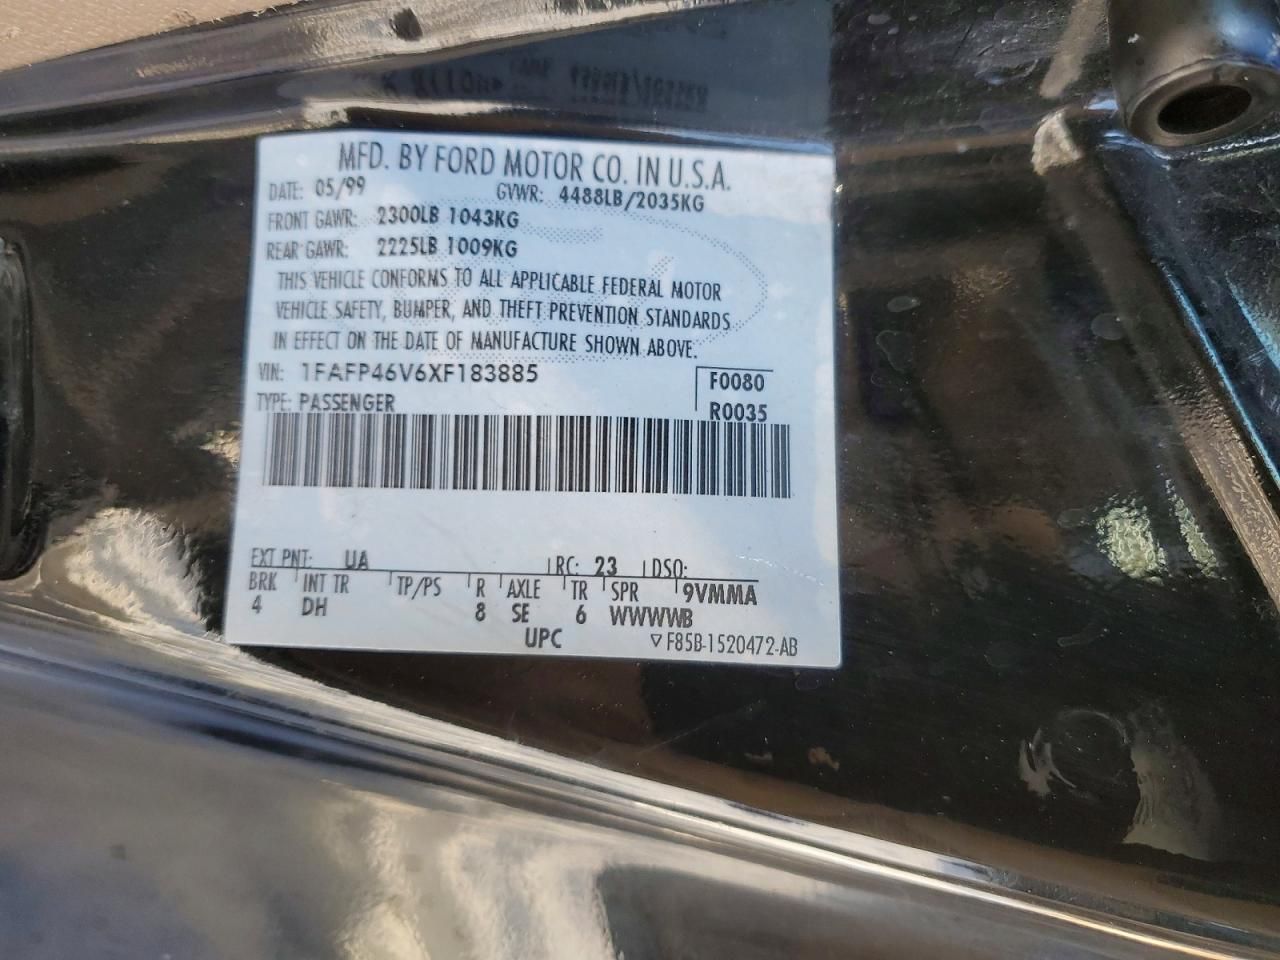 MFD. BY FORD MOTOR CO. IN U.S.A.
DATE: 05/99 GVWR: 4488LB/2035KG
FRONT GAWR: 2300LB 1043KG
REAR GAWR: 2225LB 1009KG
THIS VEHICLE CONFORMS TO ALL APPLICABLE FEDERAL MOTOR
VEHICLE SAFETY, BUMPER, AND THEFT PREVENTION STANDARDS
IN EFFECT ON THE DATE OF MANUFACTURE SHOWN ABOVE.
VIN: 1FAFP46V6XF183885 F0080
TYPE: PASSENGER R0035
EXT PNT: UA RC: 23 DSO:
BRK INT TR TP/PS R AXLE TR SPR 9VMMA
4 DH 8 SE 6 WWWWB
UPC ▽F85B-1520472-AB